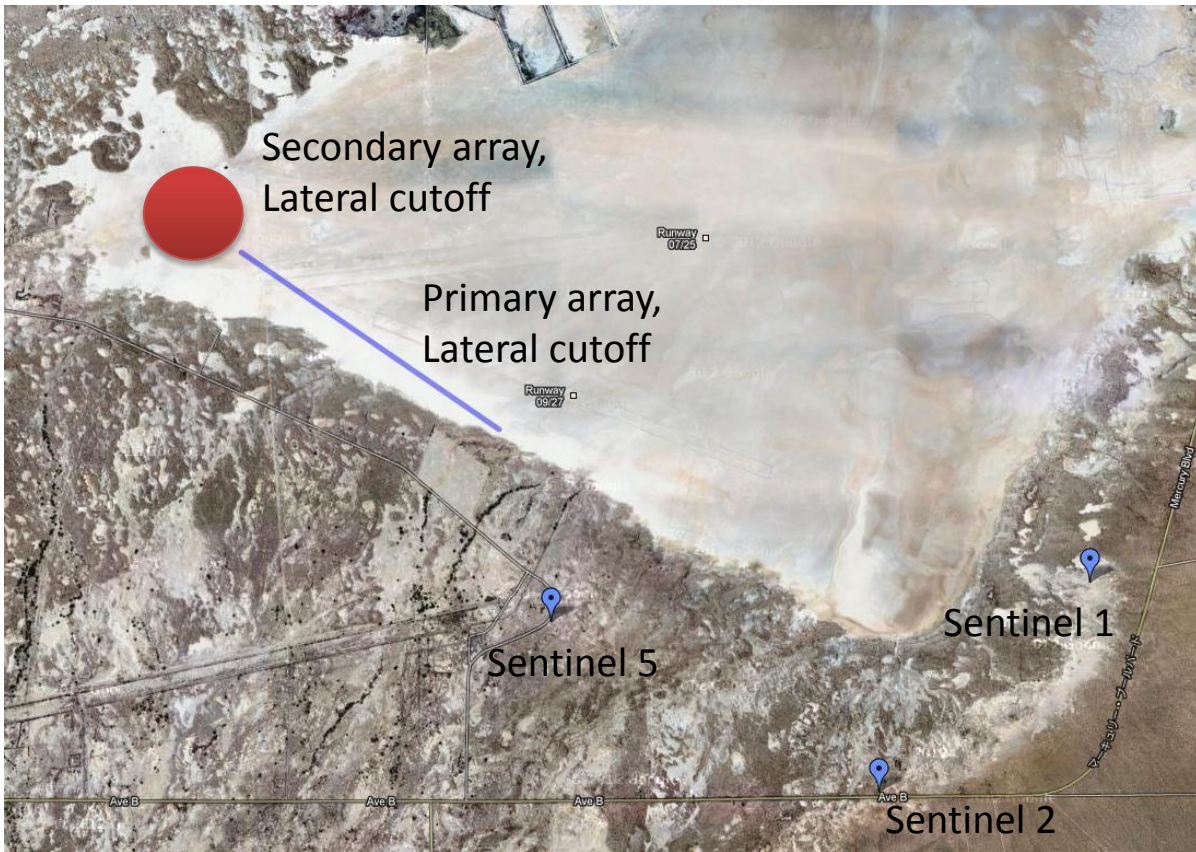 Secondary array,
Lateral cutoff
Runway
07/25
Primary array,
Lateral cutoff
Runway
09/27
Mercury Blvd
Sentinel 1
Sentinel 5
マーキュリー・ブールバード
Ave B
Ave B
Ave B
Ave B
Sentinel 2